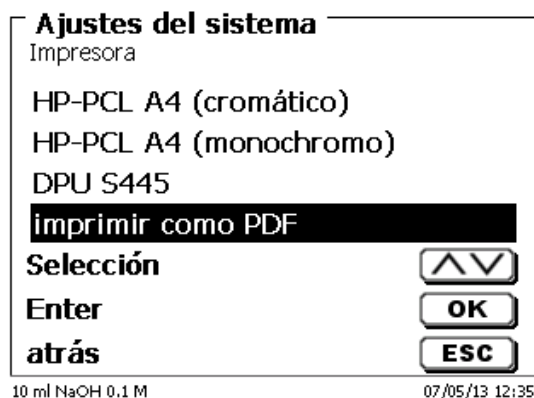 Ajustes del sistema
Impresora
HP-PCL A4 (cromático)
HP-PCL A4 (monochromo)
DPU S445
imprimir como PDF
Selección
Enter OK
atrás ESC
10 ml NaOH 0.1 M 07/05/13 12:35